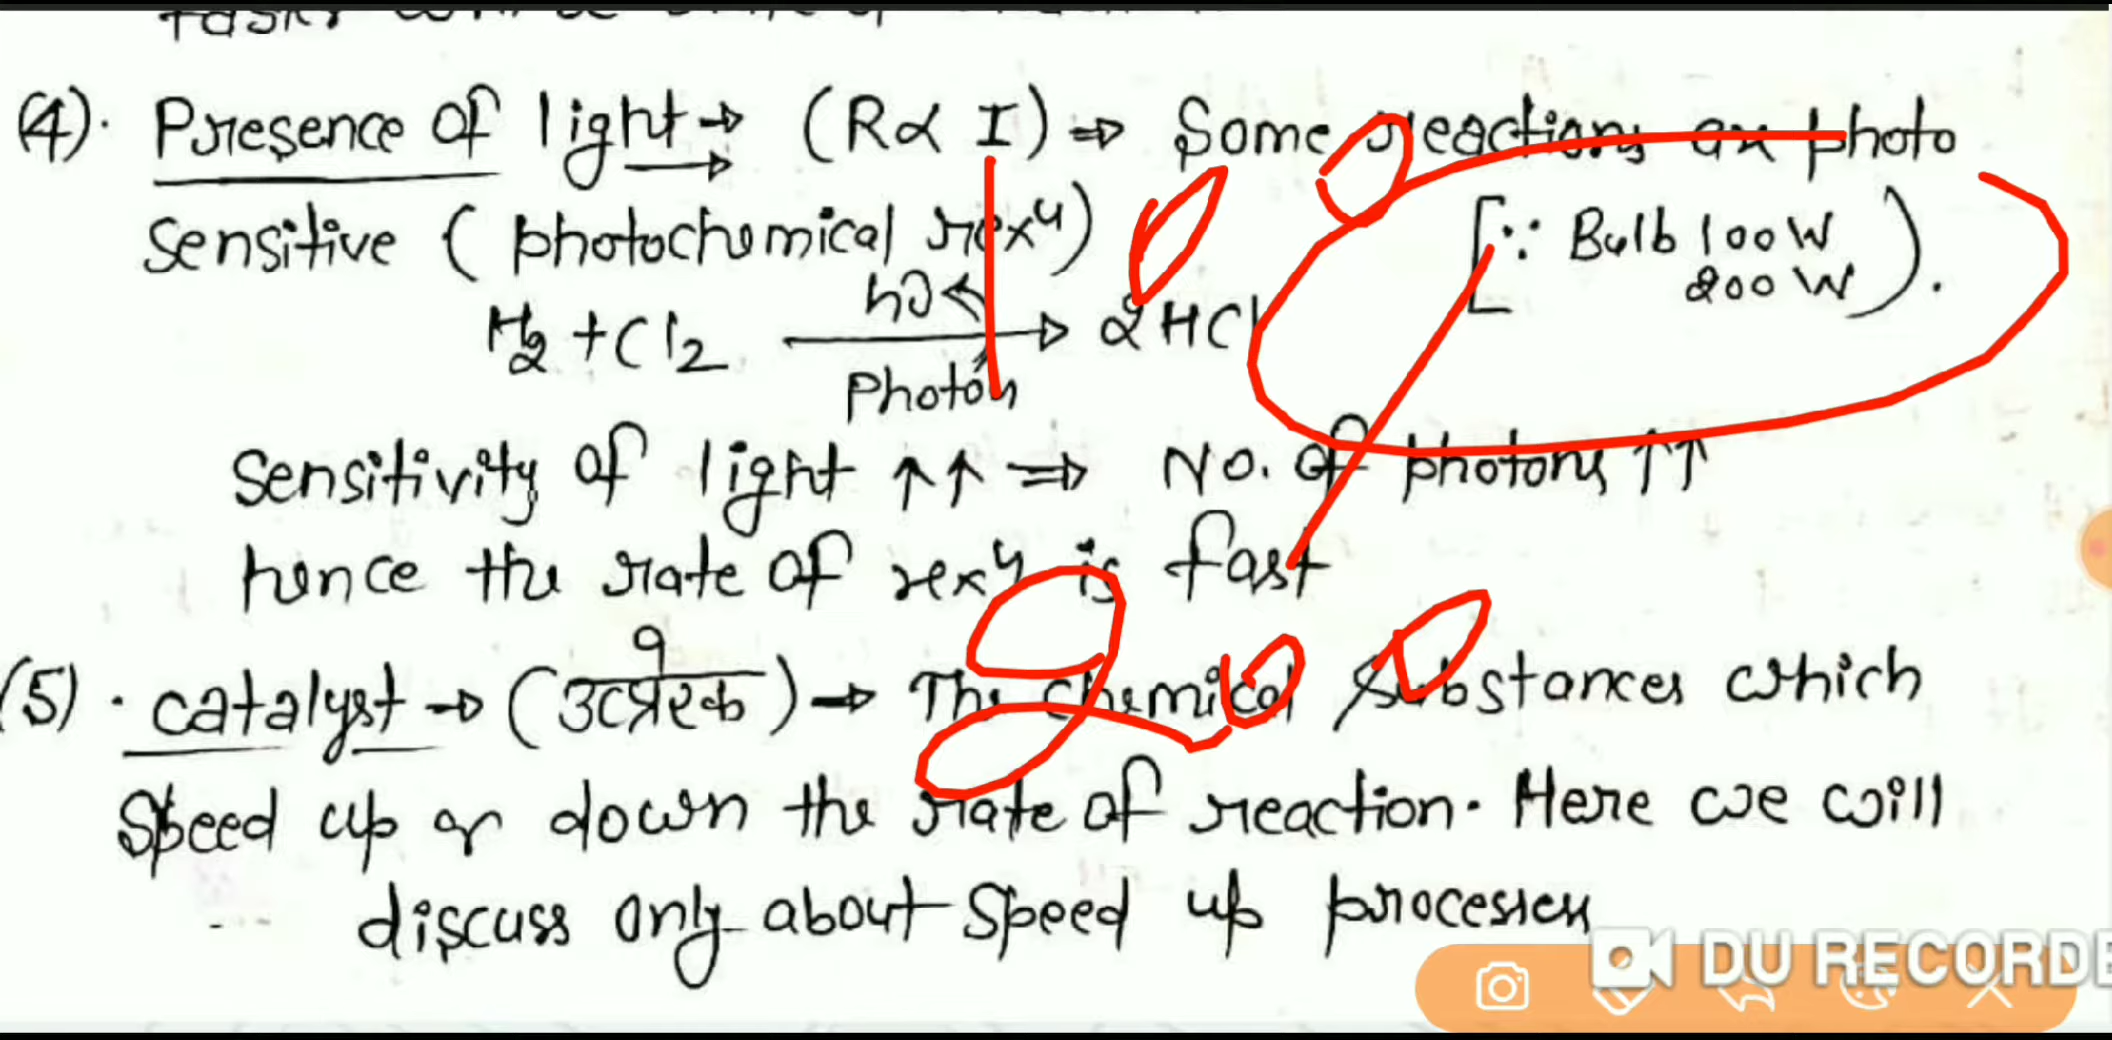 (4). Presence of light → (R∝ I) ⇒ Some reactions are photo
sensitive ( photochemical rexⁿ) [∵ Bulb 100W
200 W ).
H₂ + Cl₂ hν → 2HCl
Photon
Sensitivity of light ↑↑ ⇒ No. of photons ↑↑
hence the rate of rexⁿ is fast
(5). catalyst → ( उत्प्रेरक ) → The chemical substances which
speed up or down the rate of reaction. Here we will
discuss only about speed up processes
DU RECORDE